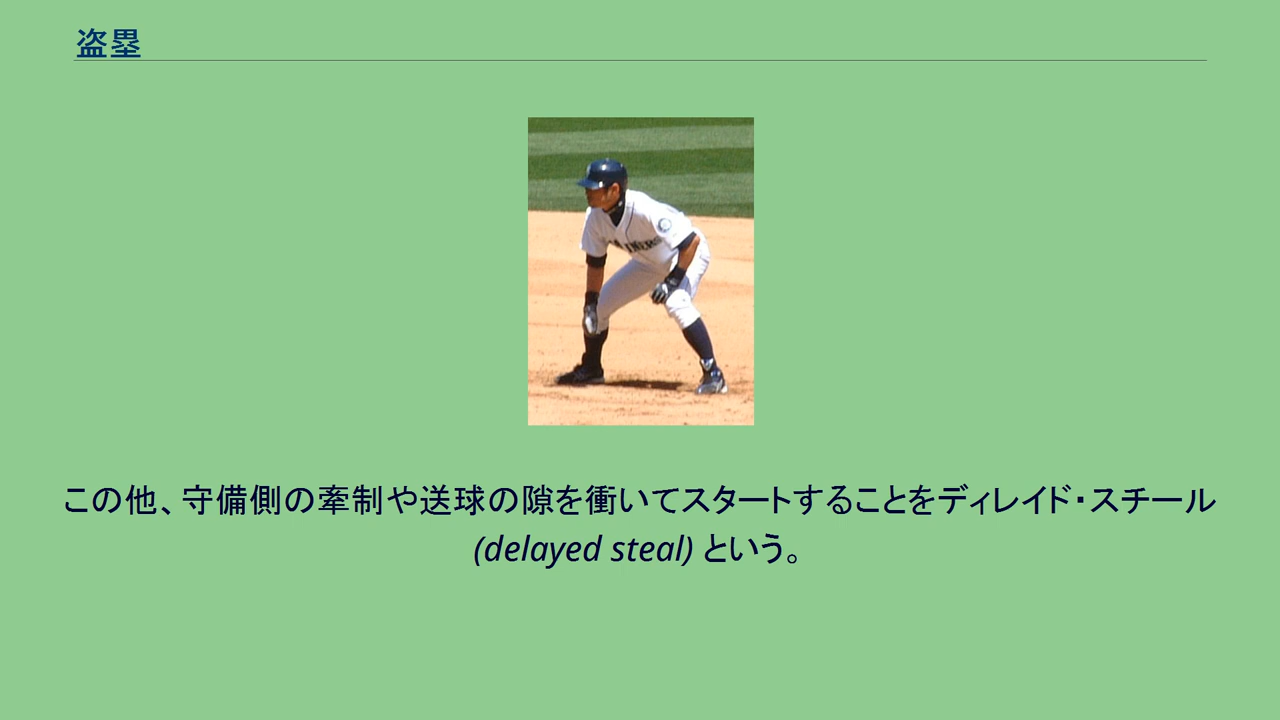 盗塁
この他、守備側の牽制や送球の隙を衝いてスタートすることをディレイド・スチール
(delayed steal) という。